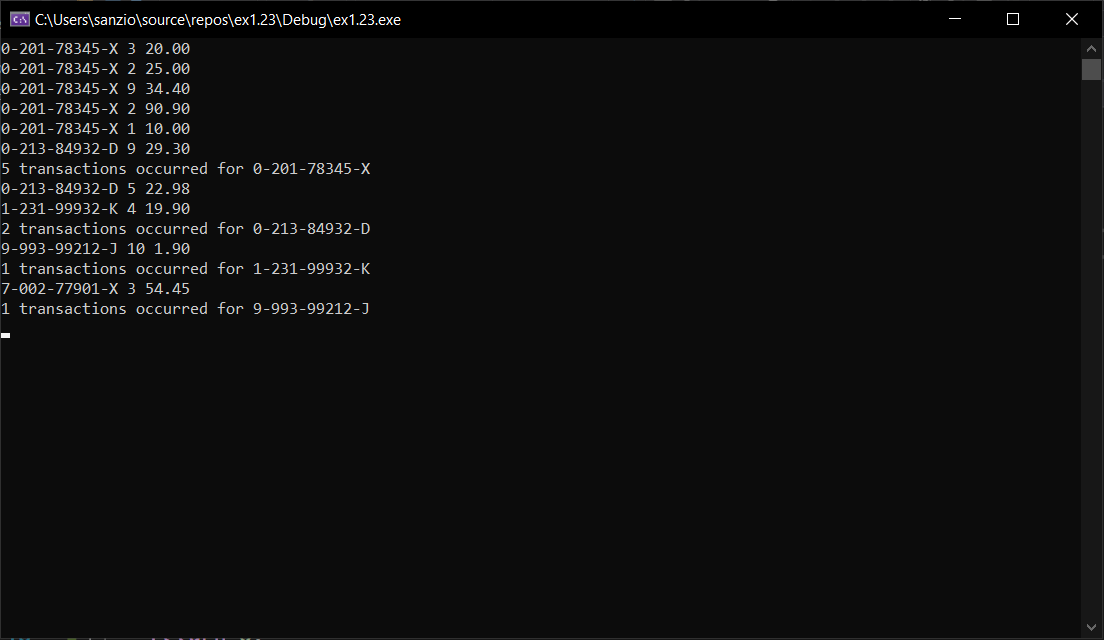 C:\Users\sanzio\source\repos\ex1.23\Debug\ex1.23.exe
0-201-78345-X 3 20.00
0-201-78345-X 2 25.00
0-201-78345-X 9 34.40
0-201-78345-X 2 90.90
0-201-78345-X 1 10.00
0-213-84932-D 9 29.30
5 transactions occurred for 0-201-78345-X
0-213-84932-D 5 22.98
1-231-99932-K 4 19.90
2 transactions occurred for 0-213-84932-D
9-993-99212-J 10 1.90
1 transactions occurred for 1-231-99932-K
7-002-77901-X 3 54.45
1 transactions occurred for 9-993-99212-J